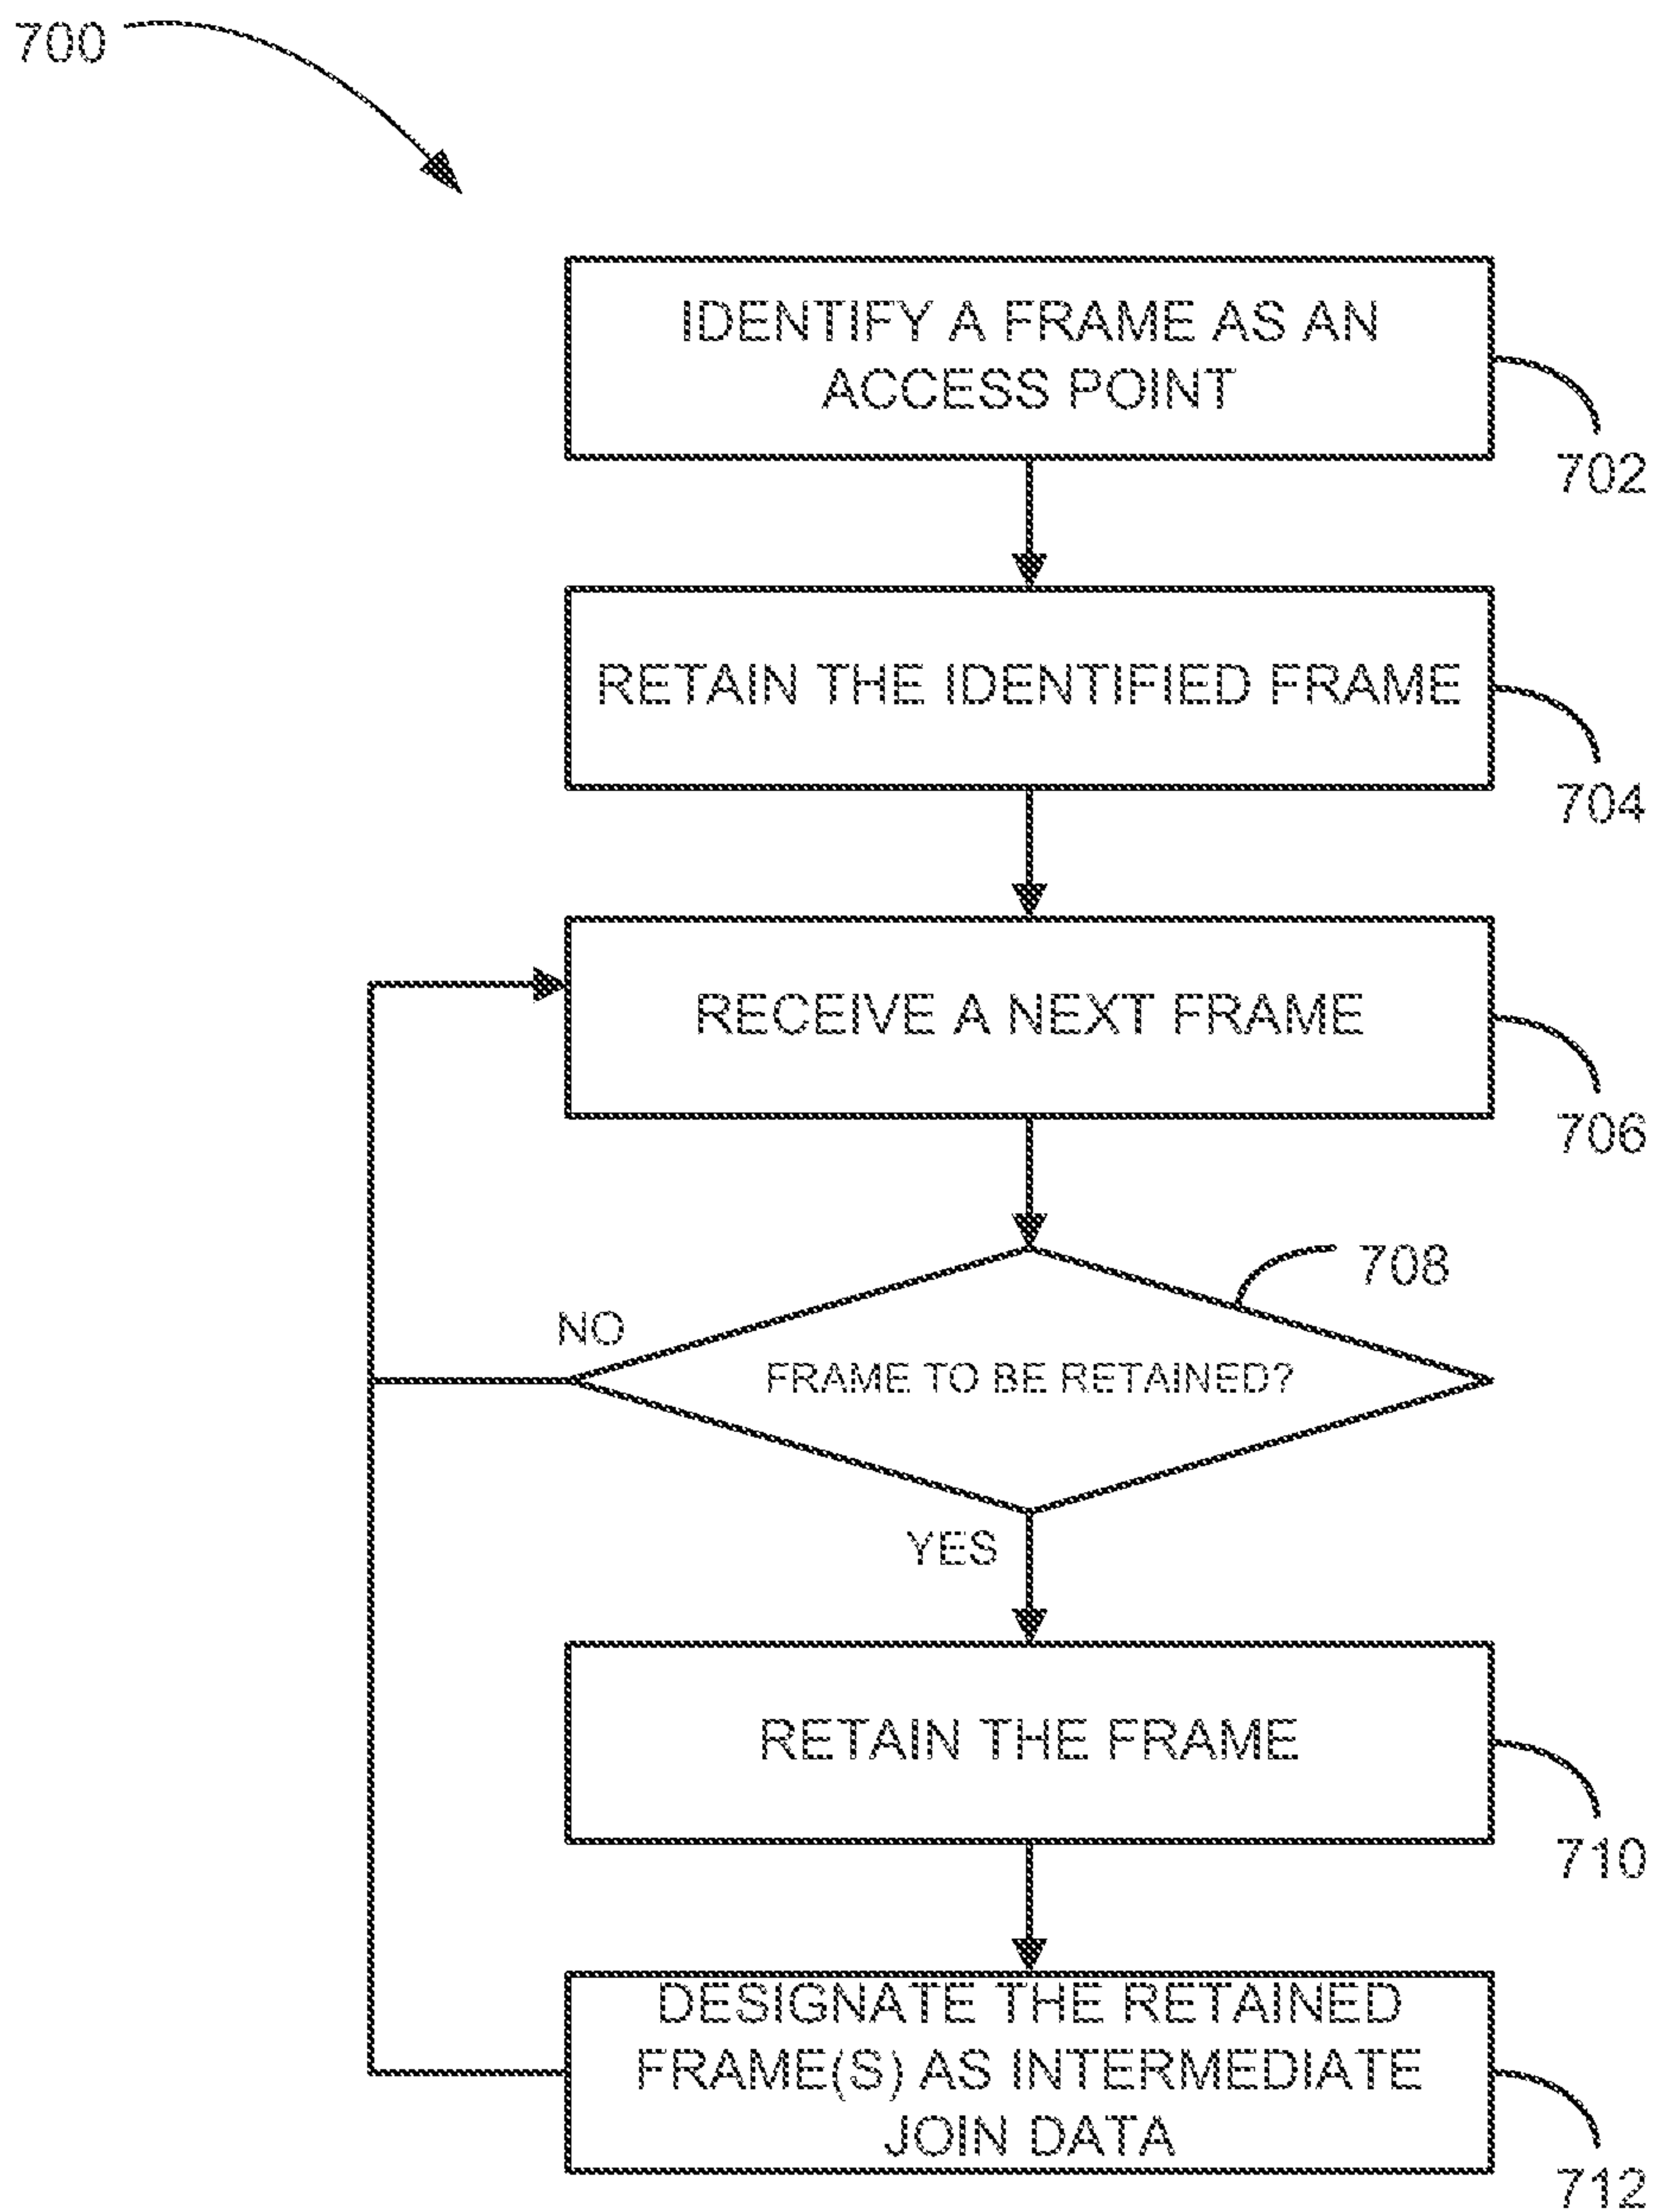 700
IDENTIFY A FRAME AS AN
ACCESS POINT
702
RETAIN THE IDENTIFIED FRAME
704
RECEIVE A NEXT FRAME
706
708
NO
FRAME TO BE RETAINED?
YES
RETAIN THE FRAME
710
DESIGNATE THE RETAINED
FRAME(S) AS INTERMEDIATE
JOIN DATA
712